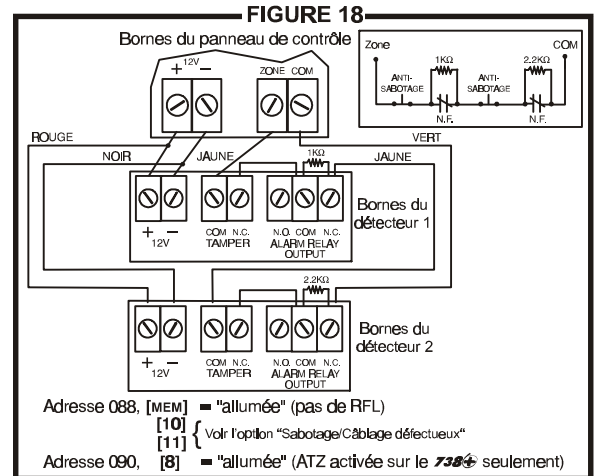 FIGURE 18
Bornes du panneau de contrôle
+ 12V –
ZONE COM
Zone
COM
1KΩ
2.2KΩ
ANTI-
SABOTAGE
ANTI-
SABOTAGE
N.F.
N.F.
ROUGE
VERT
NOIR
JAUNE
1KΩ
JAUNE
Bornes du
détecteur 1
+ – 12V
COM N.C.
TAMPER
N.O. COM N.C.
ALARM RELAY
OUTPUT
2.2KΩ
Bornes du
détecteur 2
+ – 12V
COM N.C.
TAMPER
N.O. COM N.C.
ALARM RELAY
OUTPUT
Adresse 088, [MEM] = "allumée" (pas de RFL)
[10]
[11] { Voir l'option "Sabotage/Câblage défectueux"
Adresse 090, [8] = "allumée" (ATZ activée sur le 738+ seulement)